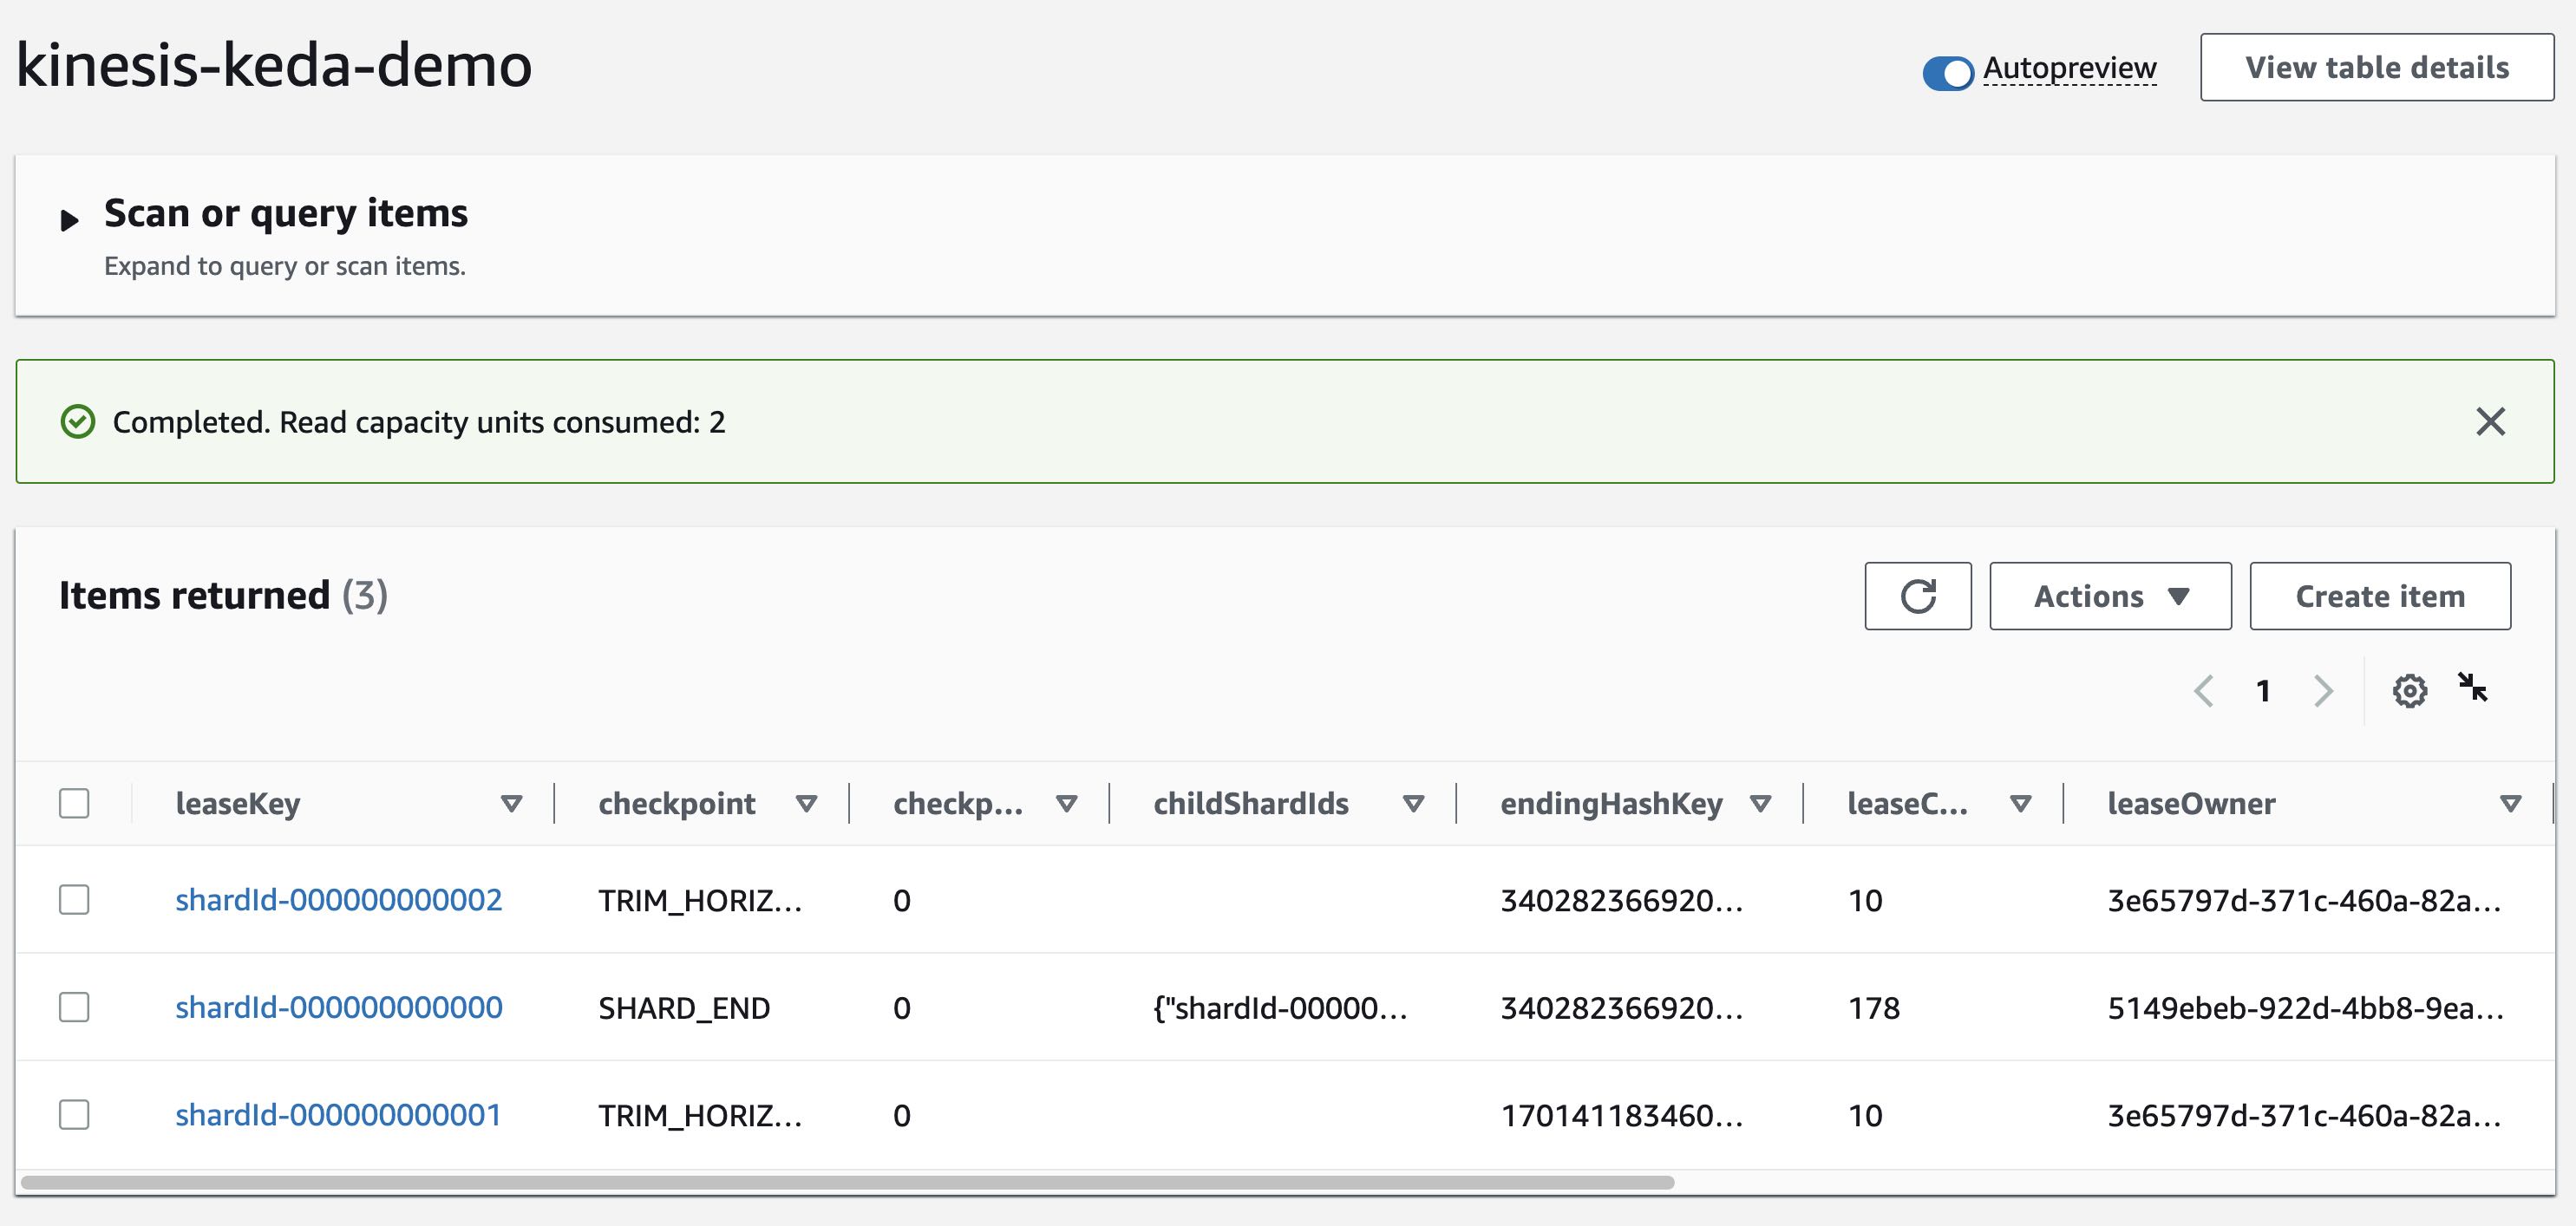 kinesis-keda-demo
Autopreview
View table details
Scan or query items
Expand to query or scan items.
Completed. Read capacity units consumed: 2
Items returned (3)
Actions
Create item
1
leaseKey checkpoint checkp... childShardIds endingHashKey leaseC... leaseOwner
shardId-000000000002 TRIM_HORIZ... 0 340282366920... 10 3e65797d-371c-460a-82a...
shardId-000000000000 SHARD_END 0 {"shardId-00000... 340282366920... 178 5149ebeb-922d-4bb8-9ea...
shardId-000000000001 TRIM_HORIZ... 0 170141183460... 10 3e65797d-371c-460a-82a...